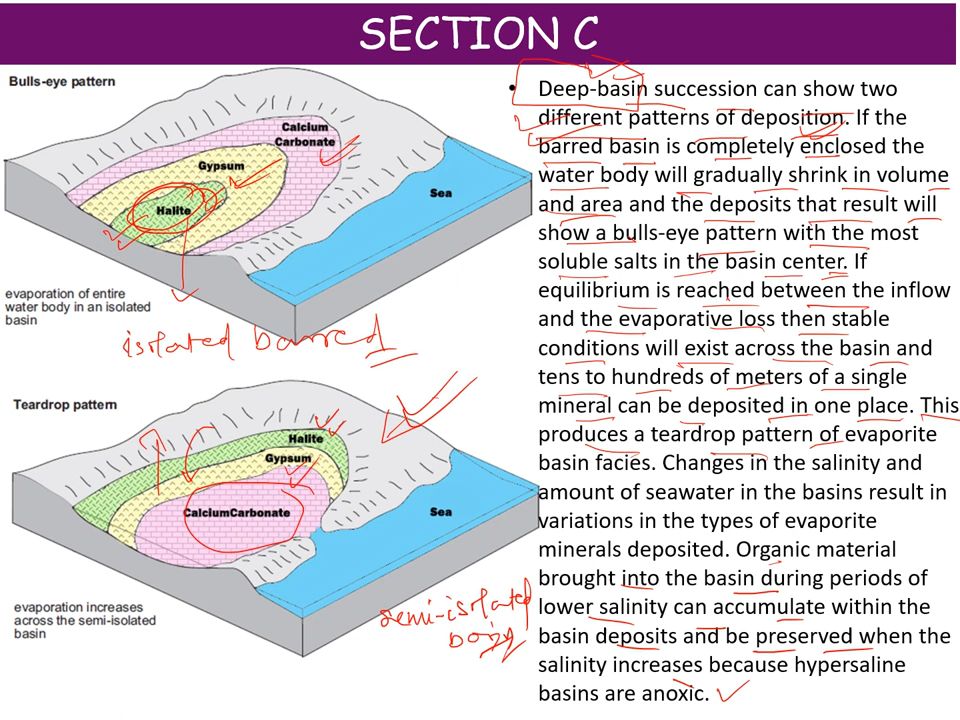 SECTION C
Bulls-eye pattern
Calcium
Carbonate
Gypsum
Halite
Sea
evaporation of entire
water body in an isolated
basin
isolated barred
Teardrop pattern
Halite
Gypsum
CalciumCarbonate
Sea
evaporation increases
across the semi-isolated
basin
semi-isolated
• Deep-basin succession can show two
different patterns of deposition. If the
barred basin is completely enclosed the
water body will gradually shrink in volume
and area and the deposits that result will
show a bulls-eye pattern with the most
soluble salts in the basin center. If
equilibrium is reached between the inflow
and the evaporative loss then stable
conditions will exist across the basin and
tens to hundreds of meters of a single
mineral can be deposited in one place. This
produces a teardrop pattern of evaporite
basin facies. Changes in the salinity and
amount of seawater in the basins result in
variations in the types of evaporite
minerals deposited. Organic material
brought into the basin during periods of
lower salinity can accumulate within the
basin deposits and be preserved when the
salinity increases because hypersaline
basins are anoxic.